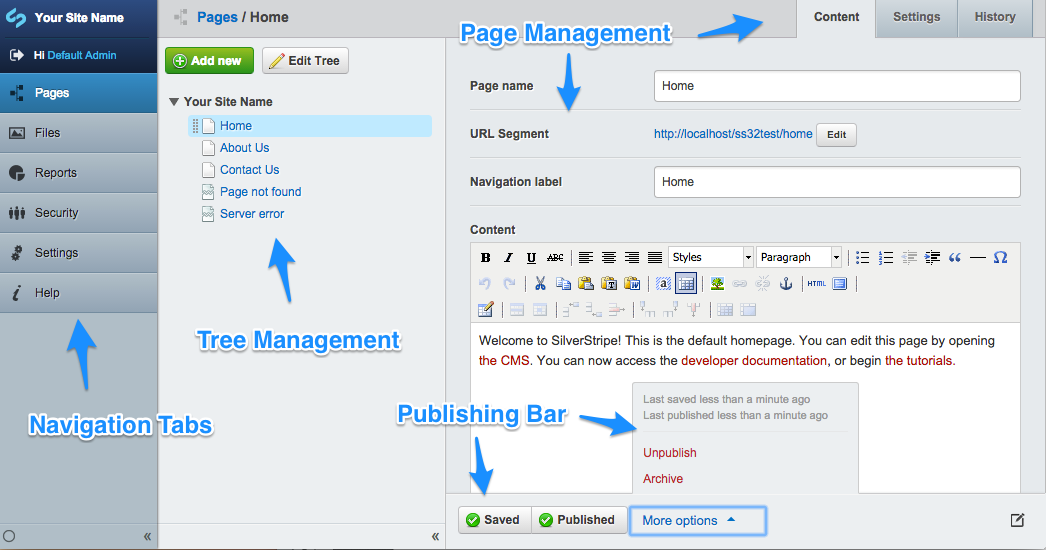 Your Site Name
Hi Default Admin
Pages
Files
Reports
Security
Settings
Help
Navigation Tabs
«
Pages / Home
Add new
Edit Tree
Your Site Name
Home
About Us
Contact Us
Page not found
Server error
Tree Management
«
Page Management
Content
Settings
History
Page name
Home
URL Segment
http://localhost/ss32test/home
Edit
Navigation label
Home
Content
B I U ABC
Styles
Paragraph
“
Ω
T
W
a
HTML
Welcome to SilverStripe! This is the default homepage. You can edit this page by opening
the CMS. You can now access the developer documentation, or begin the tutorials.
Last saved less than a minute ago
Last published less than a minute ago
Publishing Bar
Unpublish
Archive
Saved
Published
More options